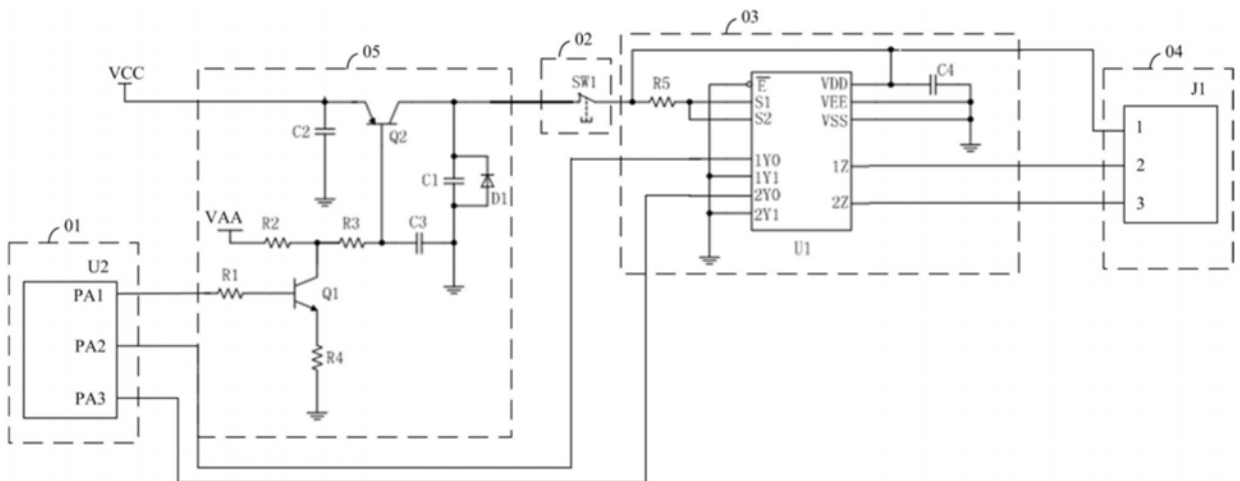 03
02
05
04
VCC
SW1
R5
E
VDD
C4
J1
S1
VEE
1
S2
VSS
C2
Q2
1Y0
1Z
2
1Y1
C1
D1
2Y0
2Z
3
2Y1
VAA
R2
R3
C3
01
U1
U2
R1
PA1
Q1
PA2
R4
PA3